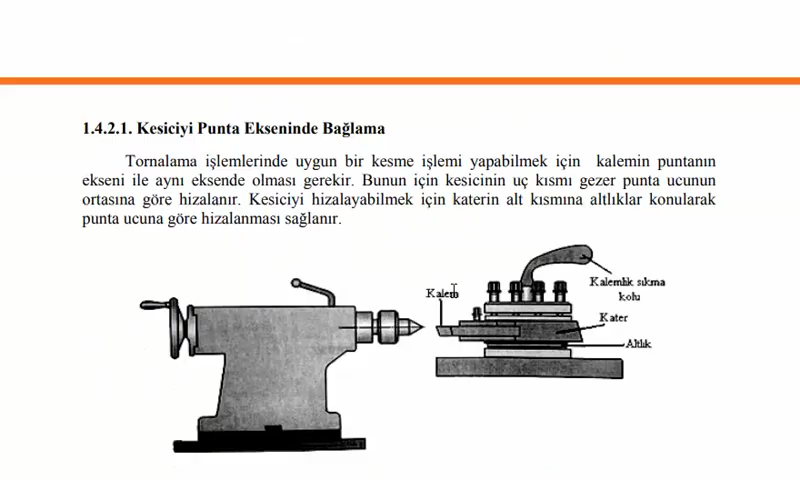 1.4.2.1. Kesiciyi Punta Ekseninde Bağlama
Tornalama işlemlerinde uygun bir kesme işlemi yapabilmek için kalemin puntanın
ekseni ile aynı eksende olması gerekir. Bunun için kesicinin uç kısmı gezer punta ucunun
ortasına göre hizalanır. Kesiciyi hizalayabilmek için katerin alt kısmına altlıklar konularak
punta ucuna göre hizalanması sağlanır.
Kalem
Kalemlik sıkma
kolu
Kater
Altlık